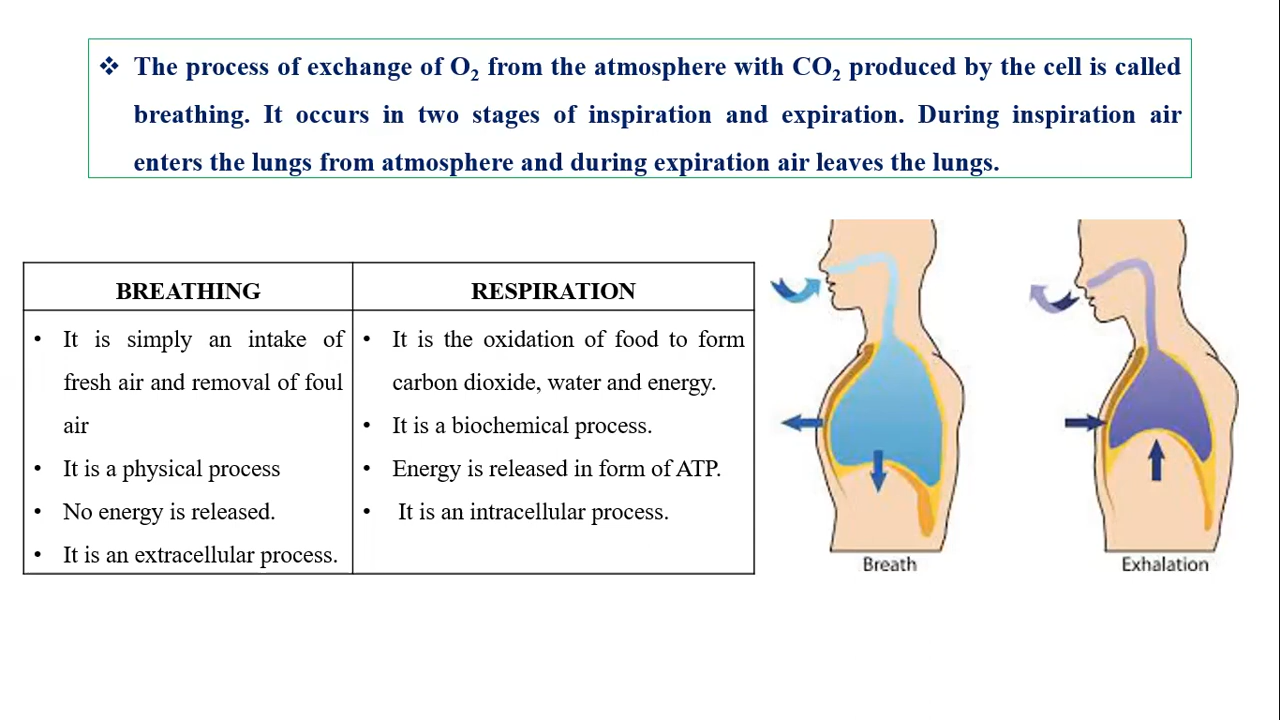 ❖ The process of exchange of O₂ from the atmosphere with CO₂ produced by the cell is called
breathing. It occurs in two stages of inspiration and expiration. During inspiration air
enters the lungs from atmosphere and during expiration air leaves the lungs.
BREATHING
• It is simply an intake of
fresh air and removal of foul
air
• It is a physical process
• No energy is released.
• It is an extracellular process.
RESPIRATION
• It is the oxidation of food to form
carbon dioxide, water and energy.
• It is a biochemical process.
• Energy is released in form of ATP.
• It is an intracellular process.
Breath
Exhalation